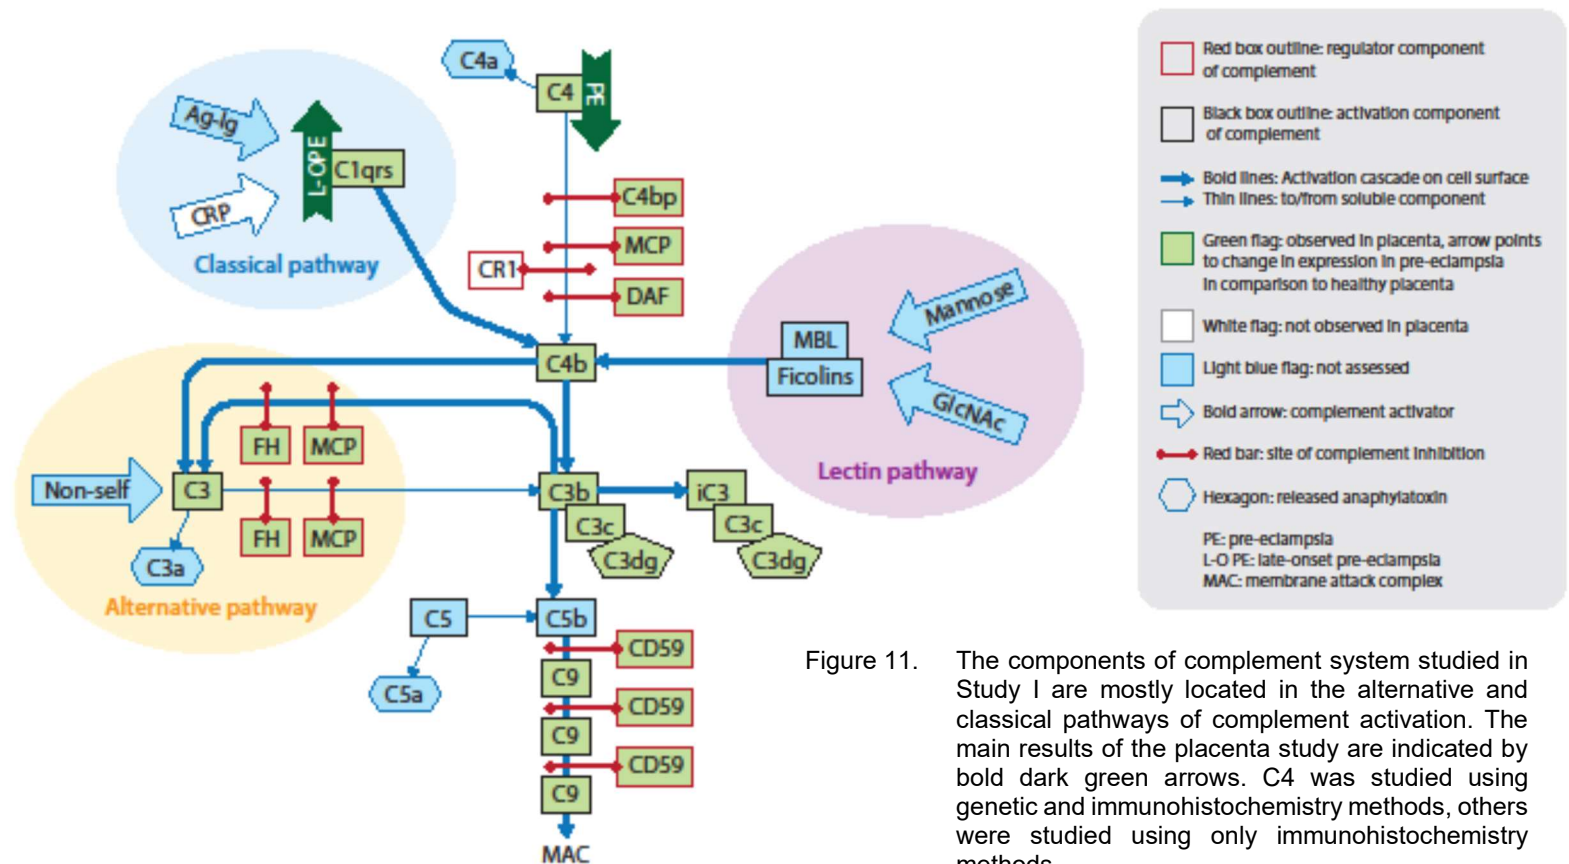 C4a
C4
PE
Ag-Ig
L-OPE
C1qrs
CRP
Classical pathway
C4bp
MCP
CR1
DAF
Mannose
MBL
Ficolins
GlcNAc
Lectin pathway
C4b
FH
MCP
Non-self
C3
C3b
iC3
C3c
C3c
C3dg
C3dg
FH
MCP
C3a
Alternative pathway
C5
C5b
C5a
CD59
C9
CD59
C9
CD59
C9
MAC
Red box outline: regulator component
of complement
Black box outline: activation component
of complement
Bold lines: Activation cascade on cell surface
Thin lines: to/from soluble component
Green flag: observed in placenta, arrow points
to change in expression in pre-eclampsia
in comparison to healthy placenta
White flag: not observed in placenta
Light blue flag: not assessed
Bold arrow: complement activator
Red bar: site of complement inhibition
Hexagon: released anaphylatoxin
PE: pre-eclampsia
L-O PE: late-onset pre-eclampsia
MAC: membrane attack complex
Figure 11. The components of complement system studied in
Study I are mostly located in the alternative and
classical pathways of complement activation. The
main results of the placenta study are indicated by
bold dark green arrows. C4 was studied using
genetic and immunohistochemistry methods, others
were studied using only immunohistochemistry
methods